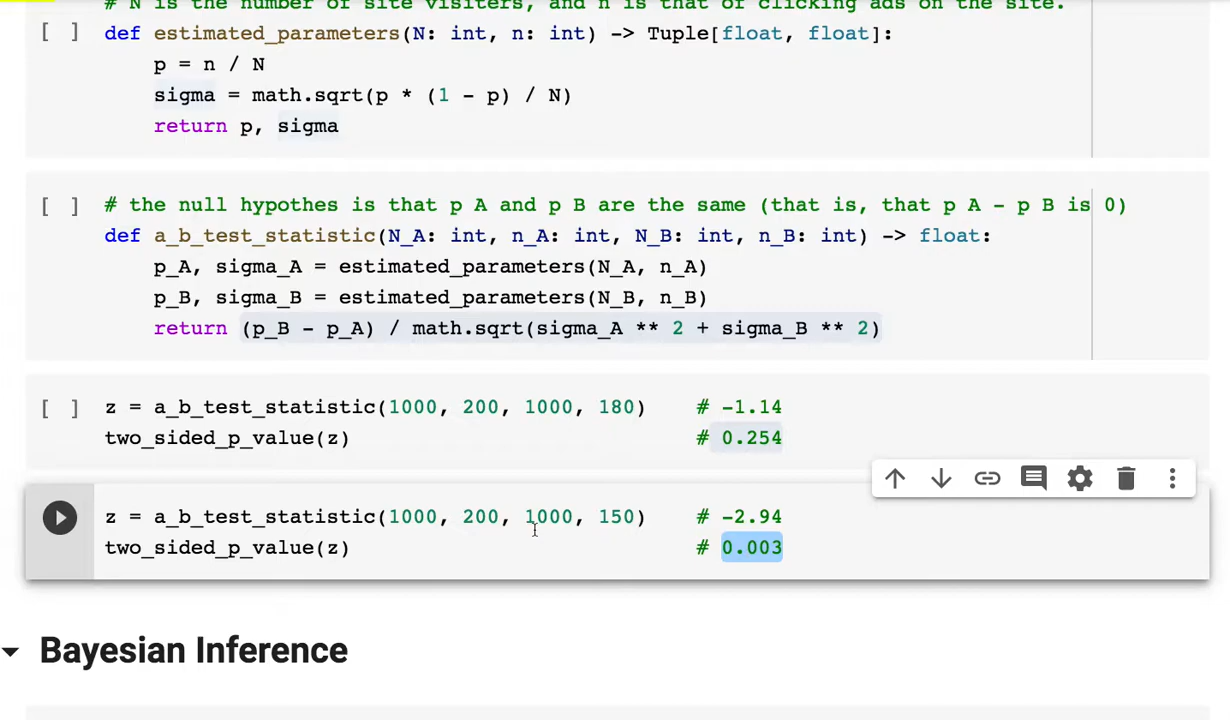 # N is the number of site visiters, and n is that of clicking ads on the site.
[ ] def estimated_parameters(N: int, n: int) -> Tuple[float, float]:
p = n / N
sigma = math.sqrt(p * (1 - p) / N)
return p, sigma
[ ] # the null hypothes is that p A and p B are the same (that is, that p A - p B is 0)
def a_b_test_statistic(N_A: int, n_A: int, N_B: int, n_B: int) -> float:
p_A, sigma_A = estimated_parameters(N_A, n_A)
p_B, sigma_B = estimated_parameters(N_B, n_B)
return (p_B - p_A) / math.sqrt(sigma_A ** 2 + sigma_B ** 2)
[ ] z = a_b_test_statistic(1000, 200, 1000, 180) # -1.14
two_sided_p_value(z) # 0.254
z = a_b_test_statistic(1000, 200, 1000, 150) # -2.94
two_sided_p_value(z) # 0.003
Bayesian Inference